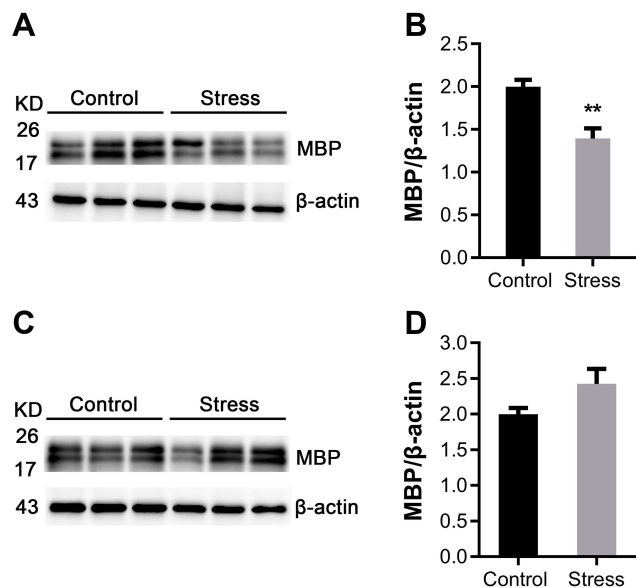 A
KD
Control Stress
26
MBP
17
43
β-actin
B
MBP/β-actin
2.5
2.0
1.5
1.0
0.5
0.0
**
Control Stress
C
KD
Control Stress
26
MBP
17
43
β-actin
D
MBP/β-actin
3.0
2.5
2.0
1.5
1.0
0.5
0.0
Control Stress